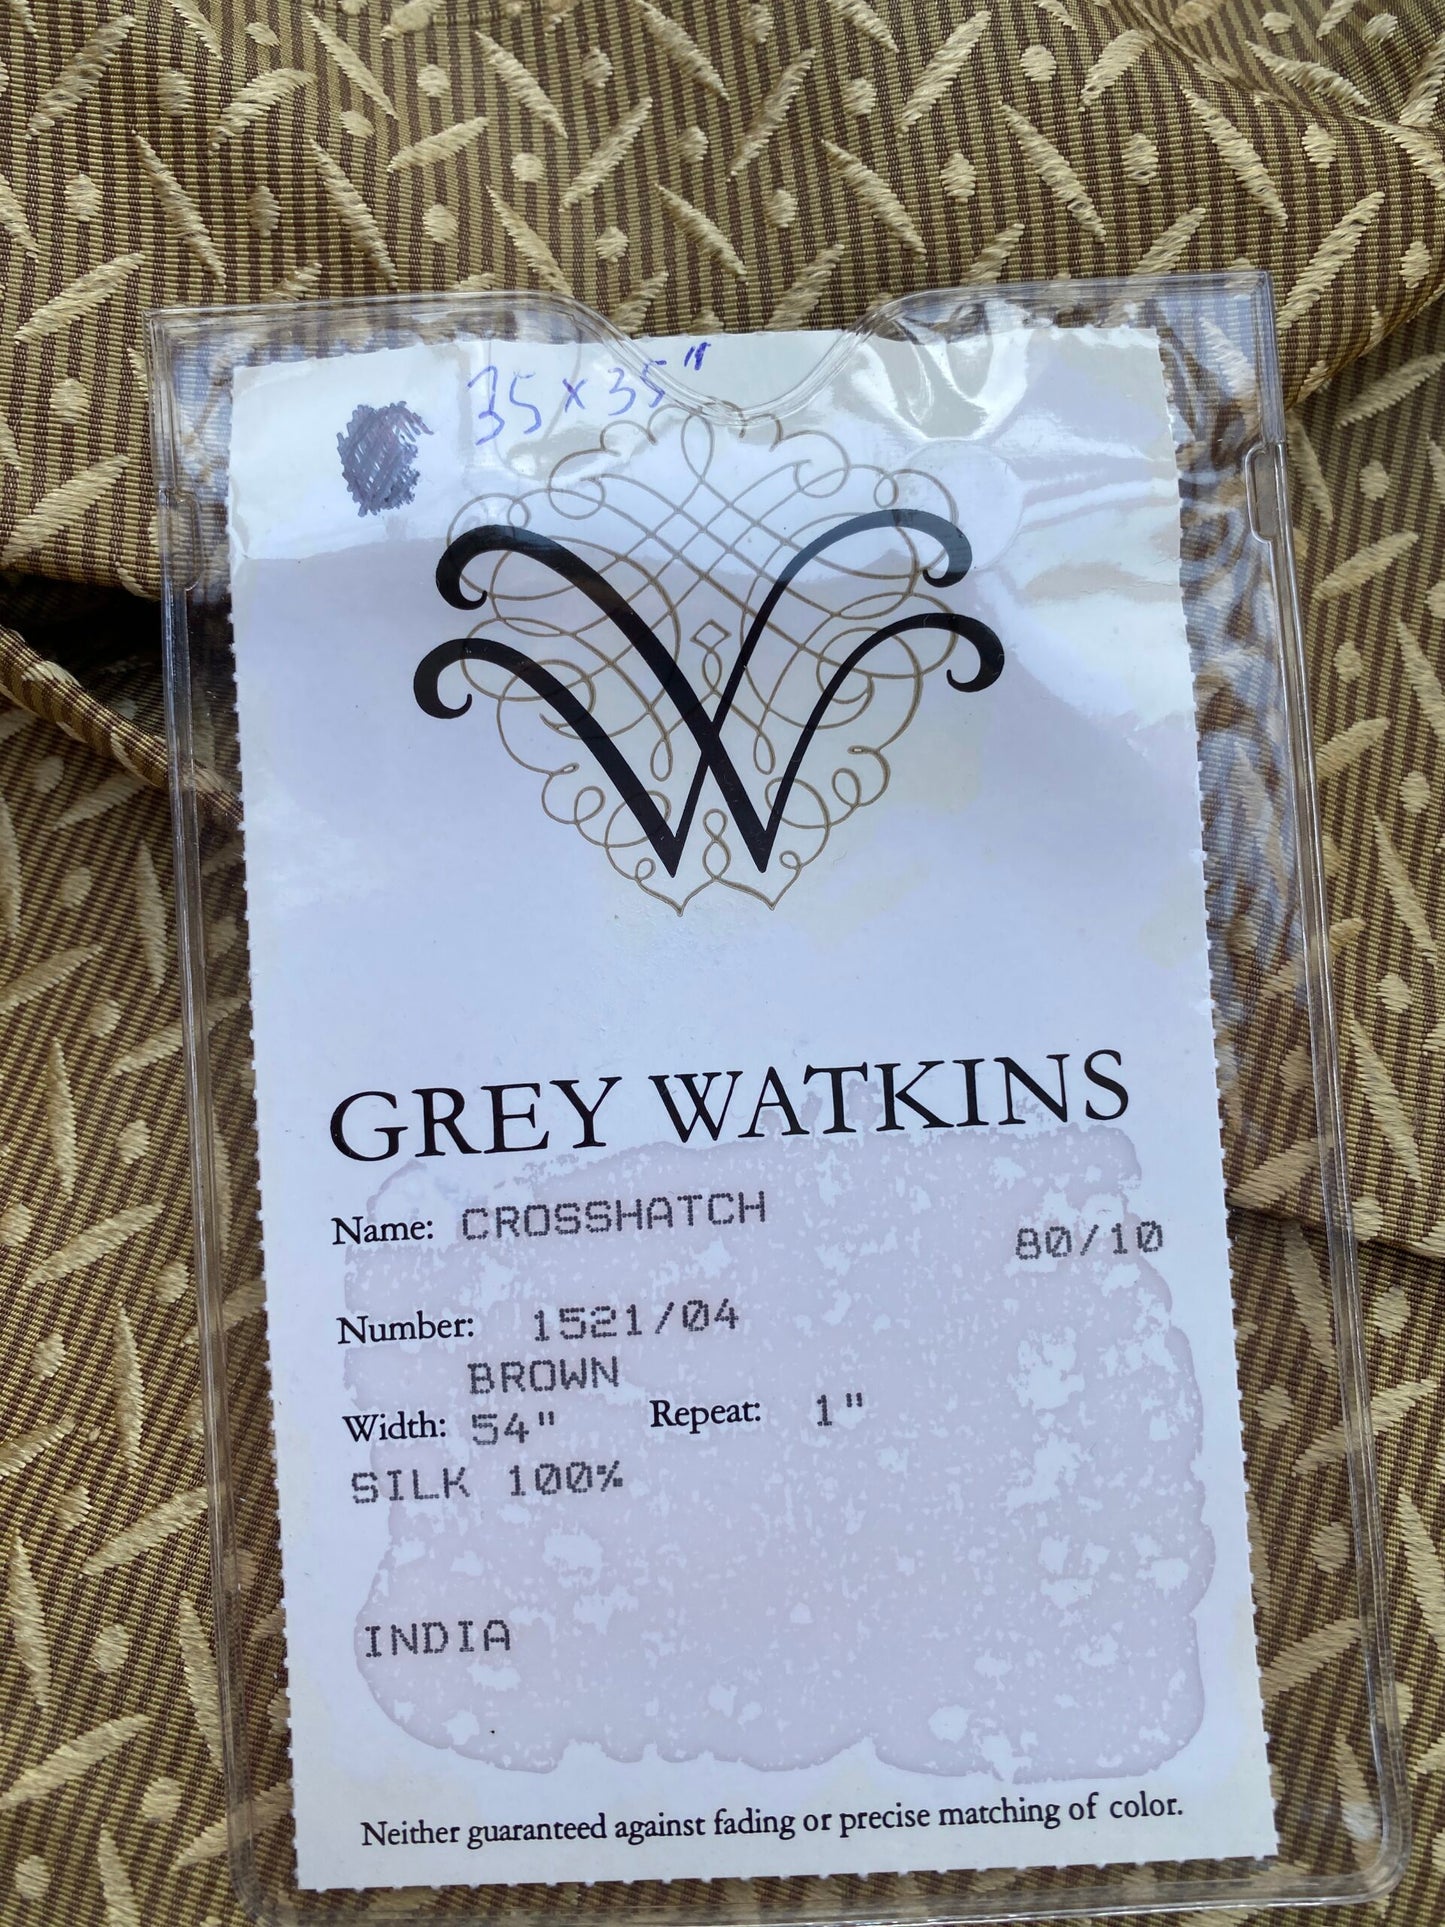 35 x 35"
W
GREY WATKINS
Name: CROSSHATCH
80/10
Number: 1521/04
BROWN
Width: 54" Repeat: 1"
SILK 100%
INDIA
Neither guaranteed against fading or precise matching of color.